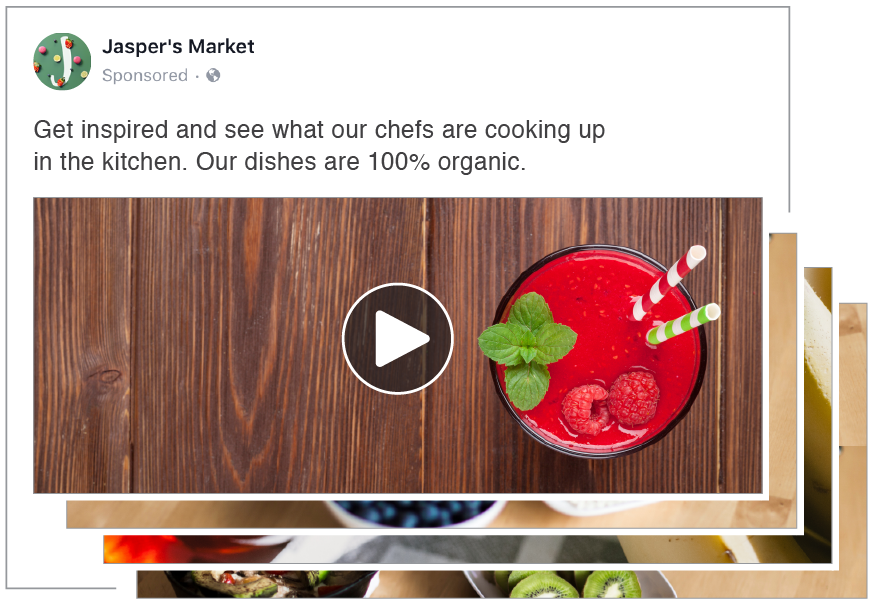 Jasper's Market
Sponsored ·
Get inspired and see what our chefs are cooking up
in the kitchen. Our dishes are 100% organic.